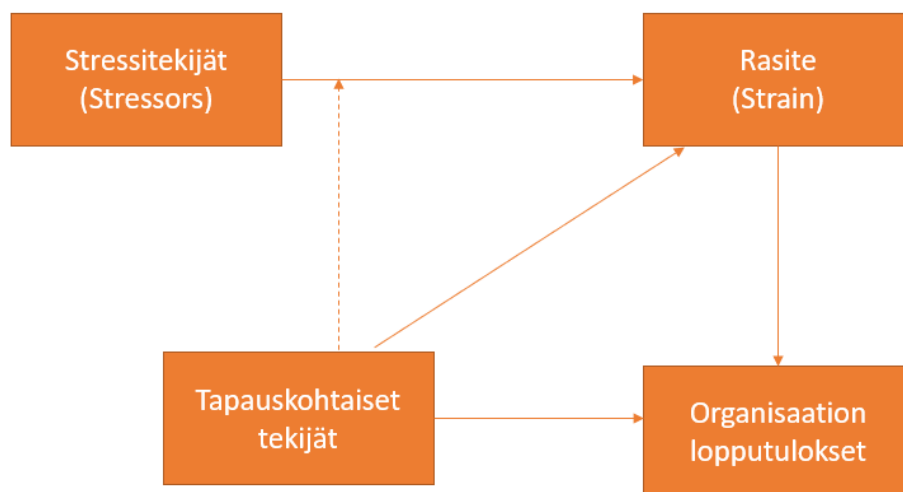 Stressitekijät
(Stressors)
Rasite
(Strain)
Tapauskohtaiset
tekijät
Organisaation
lopputulokset